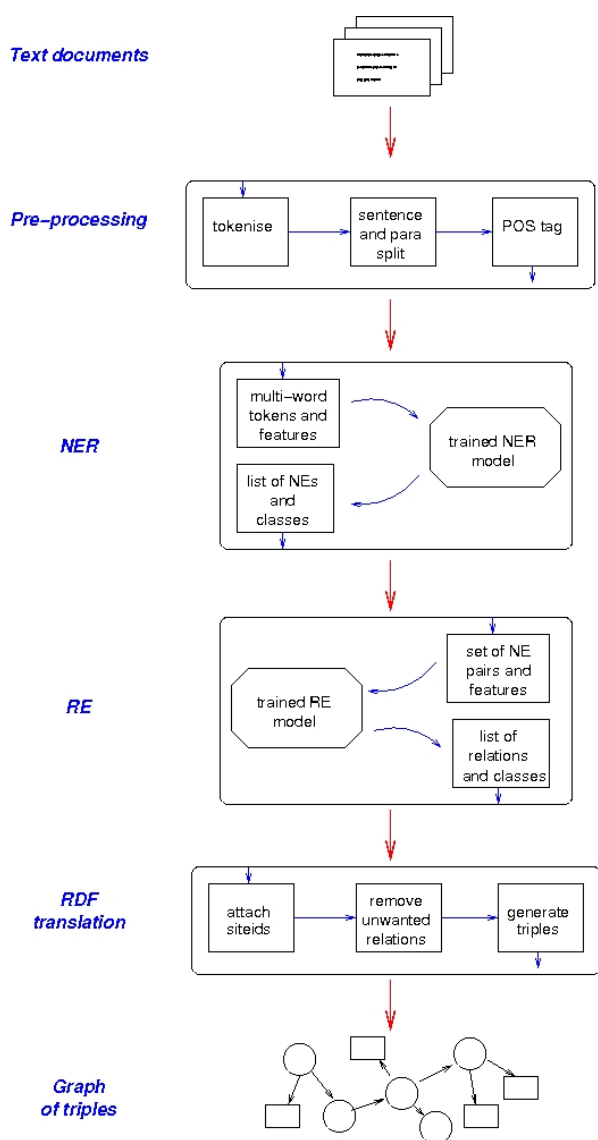 Text documents
Pre-processing
tokenise
sentence
and para
split
POS tag
NER
multi-word
tokens and
features
trained NER
model
list of NEs
and
classes
RE
set of NE
pairs and
features
trained RE
model
list of
relations
and classes
RDF
translation
attach
siteids
remove
unwanted
relations
generate
triples
Graph
of triples